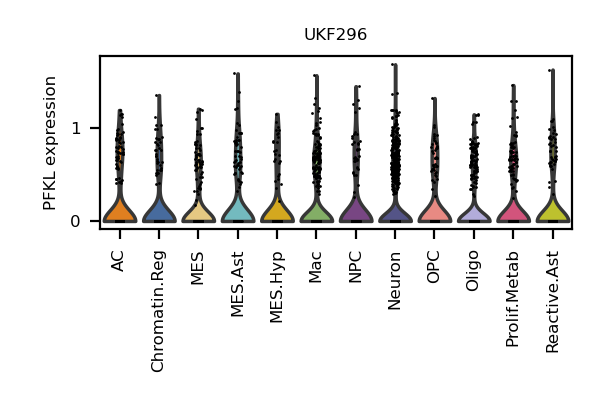 UKF296
PFKL expression
1
0
AC
Chromatin.Reg
MES
MES.Ast
MES.Hyp
Mac
NPC
Neuron
OPC
Oligo
Prolif.Metab
Reactive.Ast